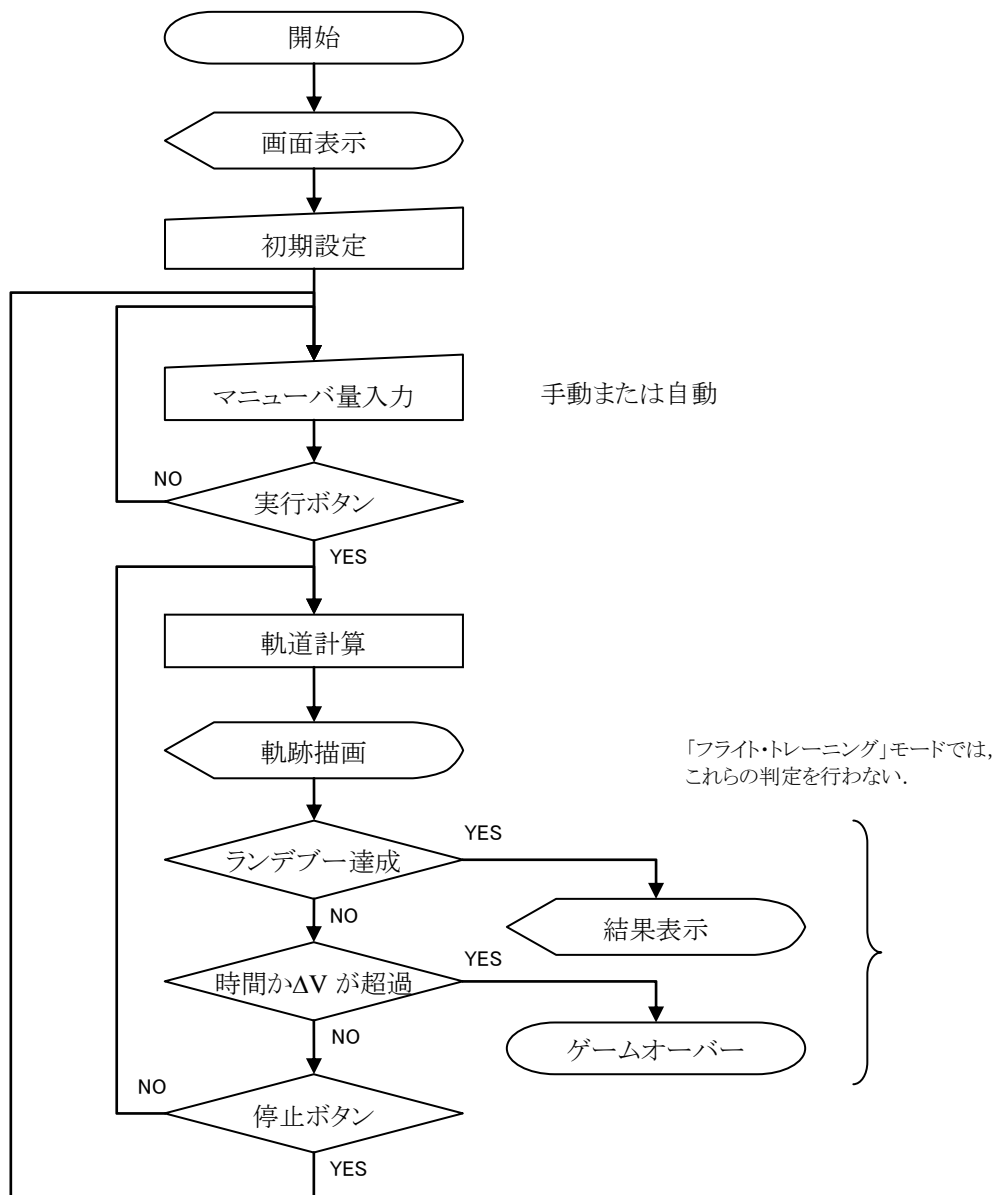 開始
画面表示
初期設定
マニューバ量入力
手動または自動
NO
実行ボタン
YES
軌道計算
軌跡描画
「フライト・トレーニング」モードでは，
これらの判定を行わない．
YES
ランデブー達成
NO
結果表示
YES
時間かΔV が超過
NO
ゲームオーバー
NO
停止ボタン
YES